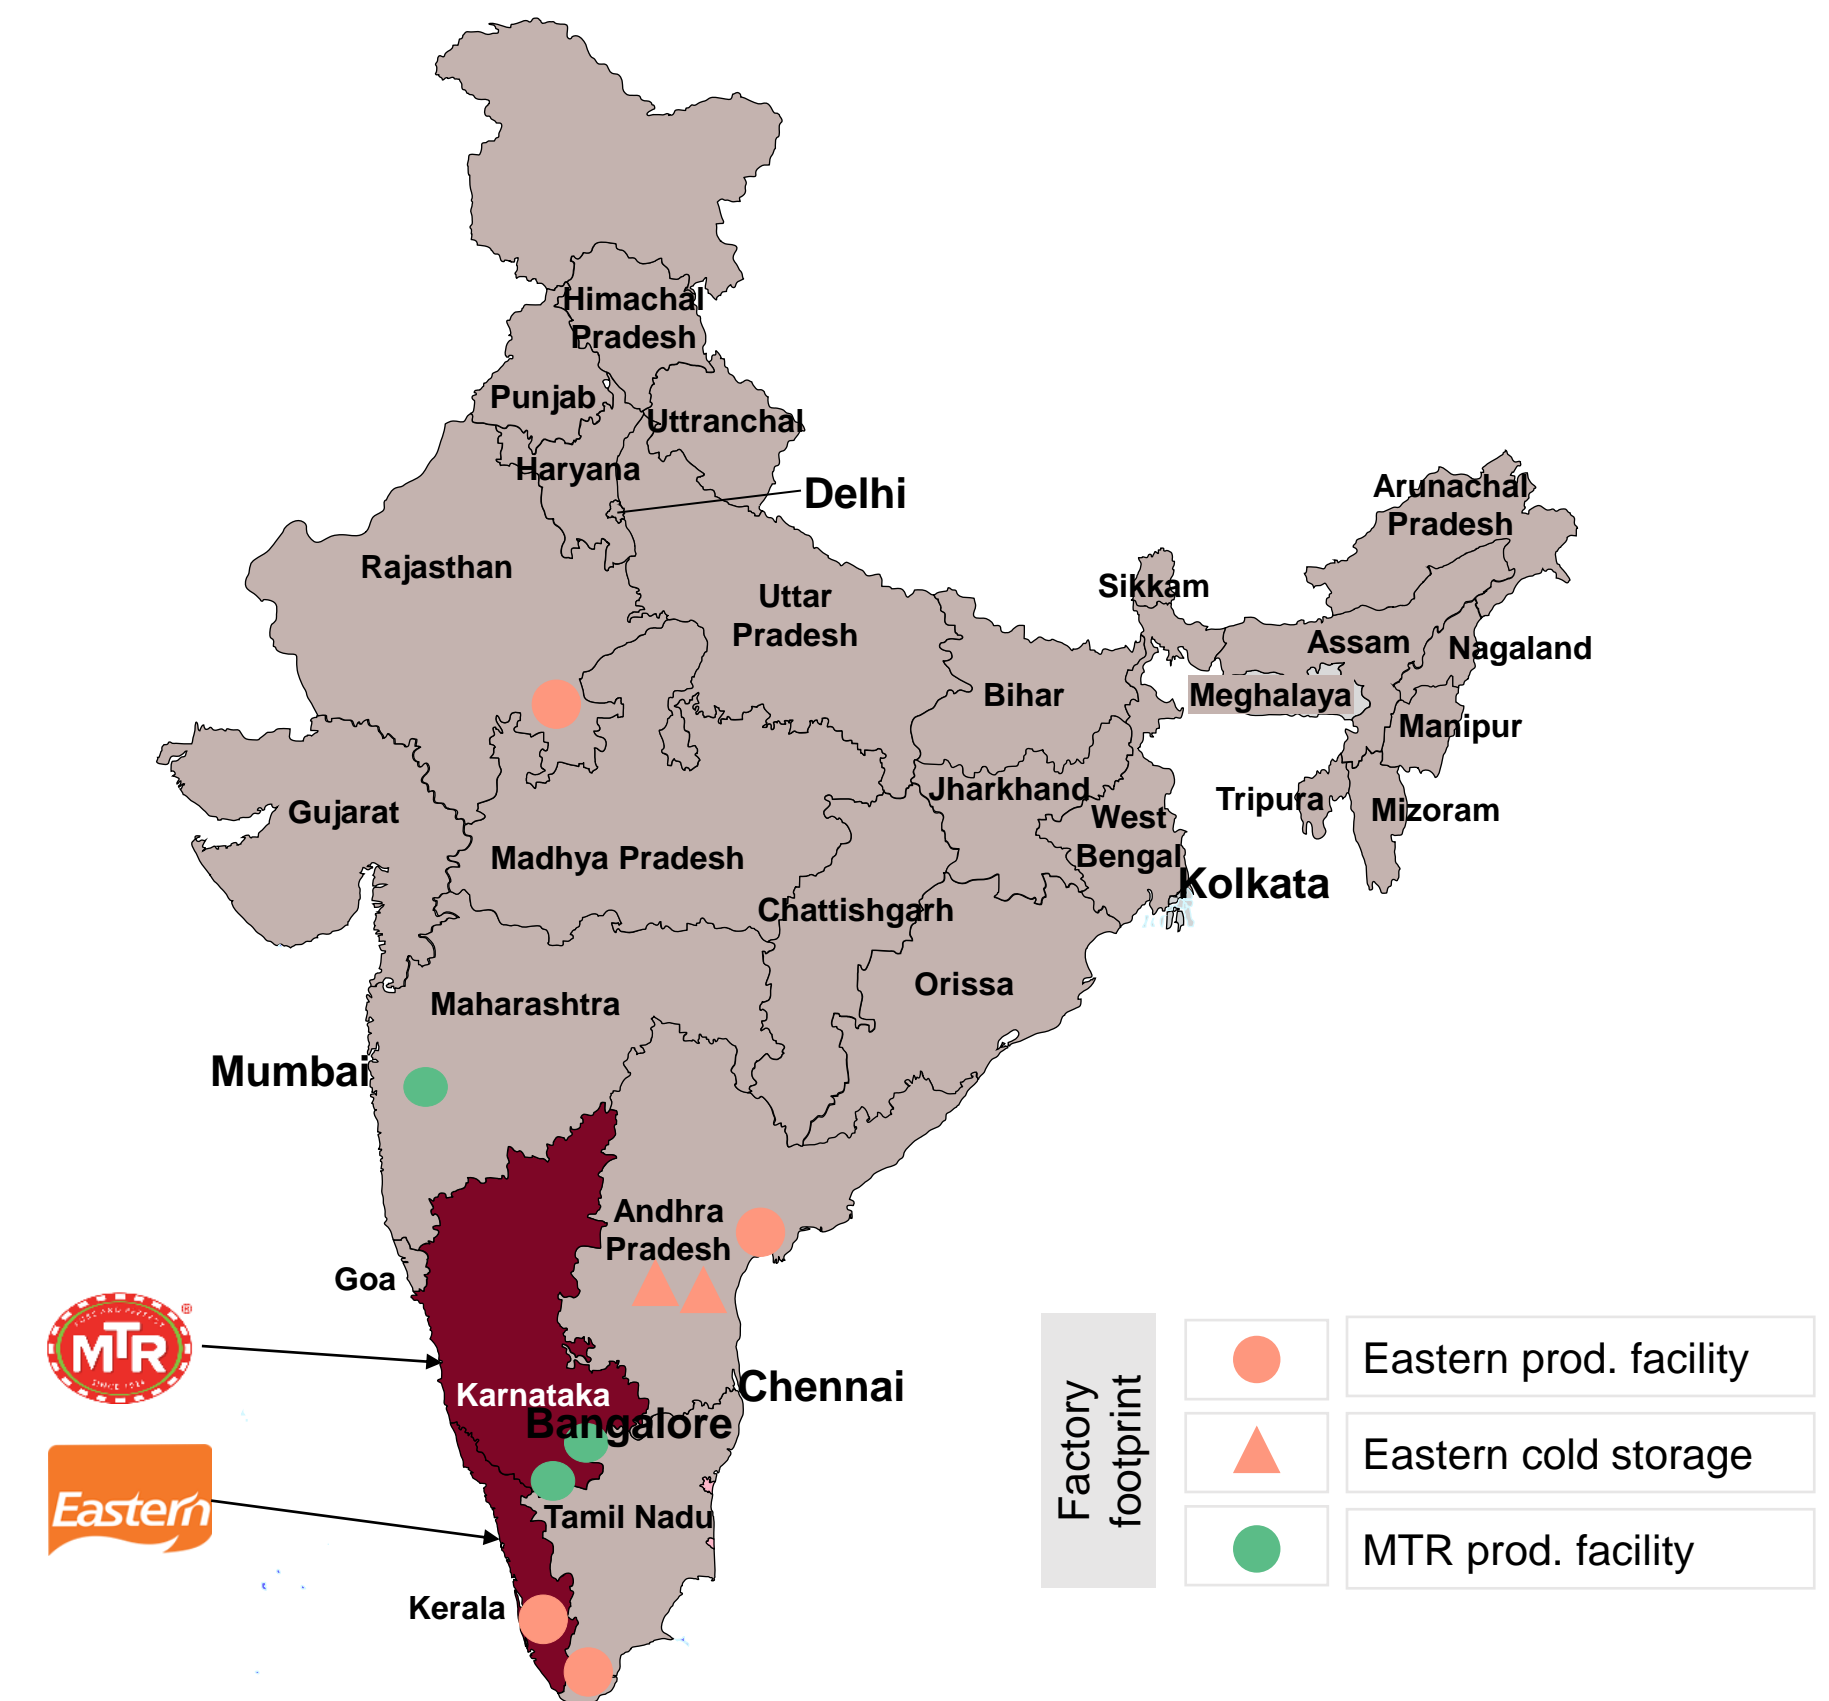 Himachal
Pradesh
Punjab
Uttranchal
Haryana
Delhi
Arunachal
Pradesh
Rajasthan
Sikkam
Uttar
Pradesh
Assam
Nagaland
Bihar
Meghalaya
Manipur
Jharkhand
Tripura
Mizoram
Gujarat
West
Bengal
Madhya Pradesh
Kolkata
Chattishgarh
Orissa
Maharashtra
Mumbai
Andhra
Pradesh
Goa
MTR
®
SINCE 1924
Karnataka
Bangalore
Chennai
Eastern
Tamil Nadu
Kerala
Factory
footprint
Eastern prod. facility
Eastern cold storage
MTR prod. facility